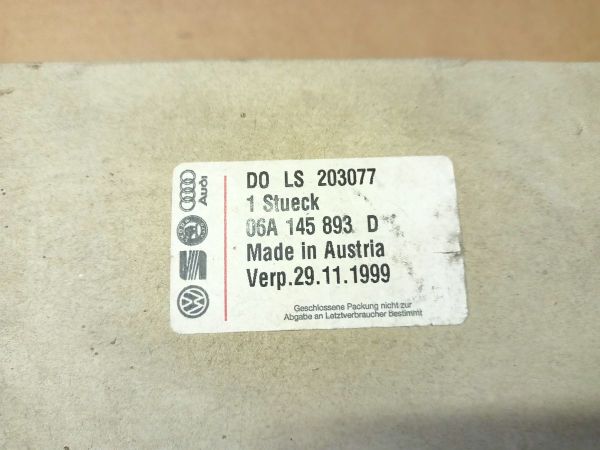 DO LS 203077
1 Stueck
06A 145 893 D
Made in Austria
Verp.29.11.1999
Geschlossene Packung nicht zur
Abgabe an Letztverbraucher Bestimmt
Audi